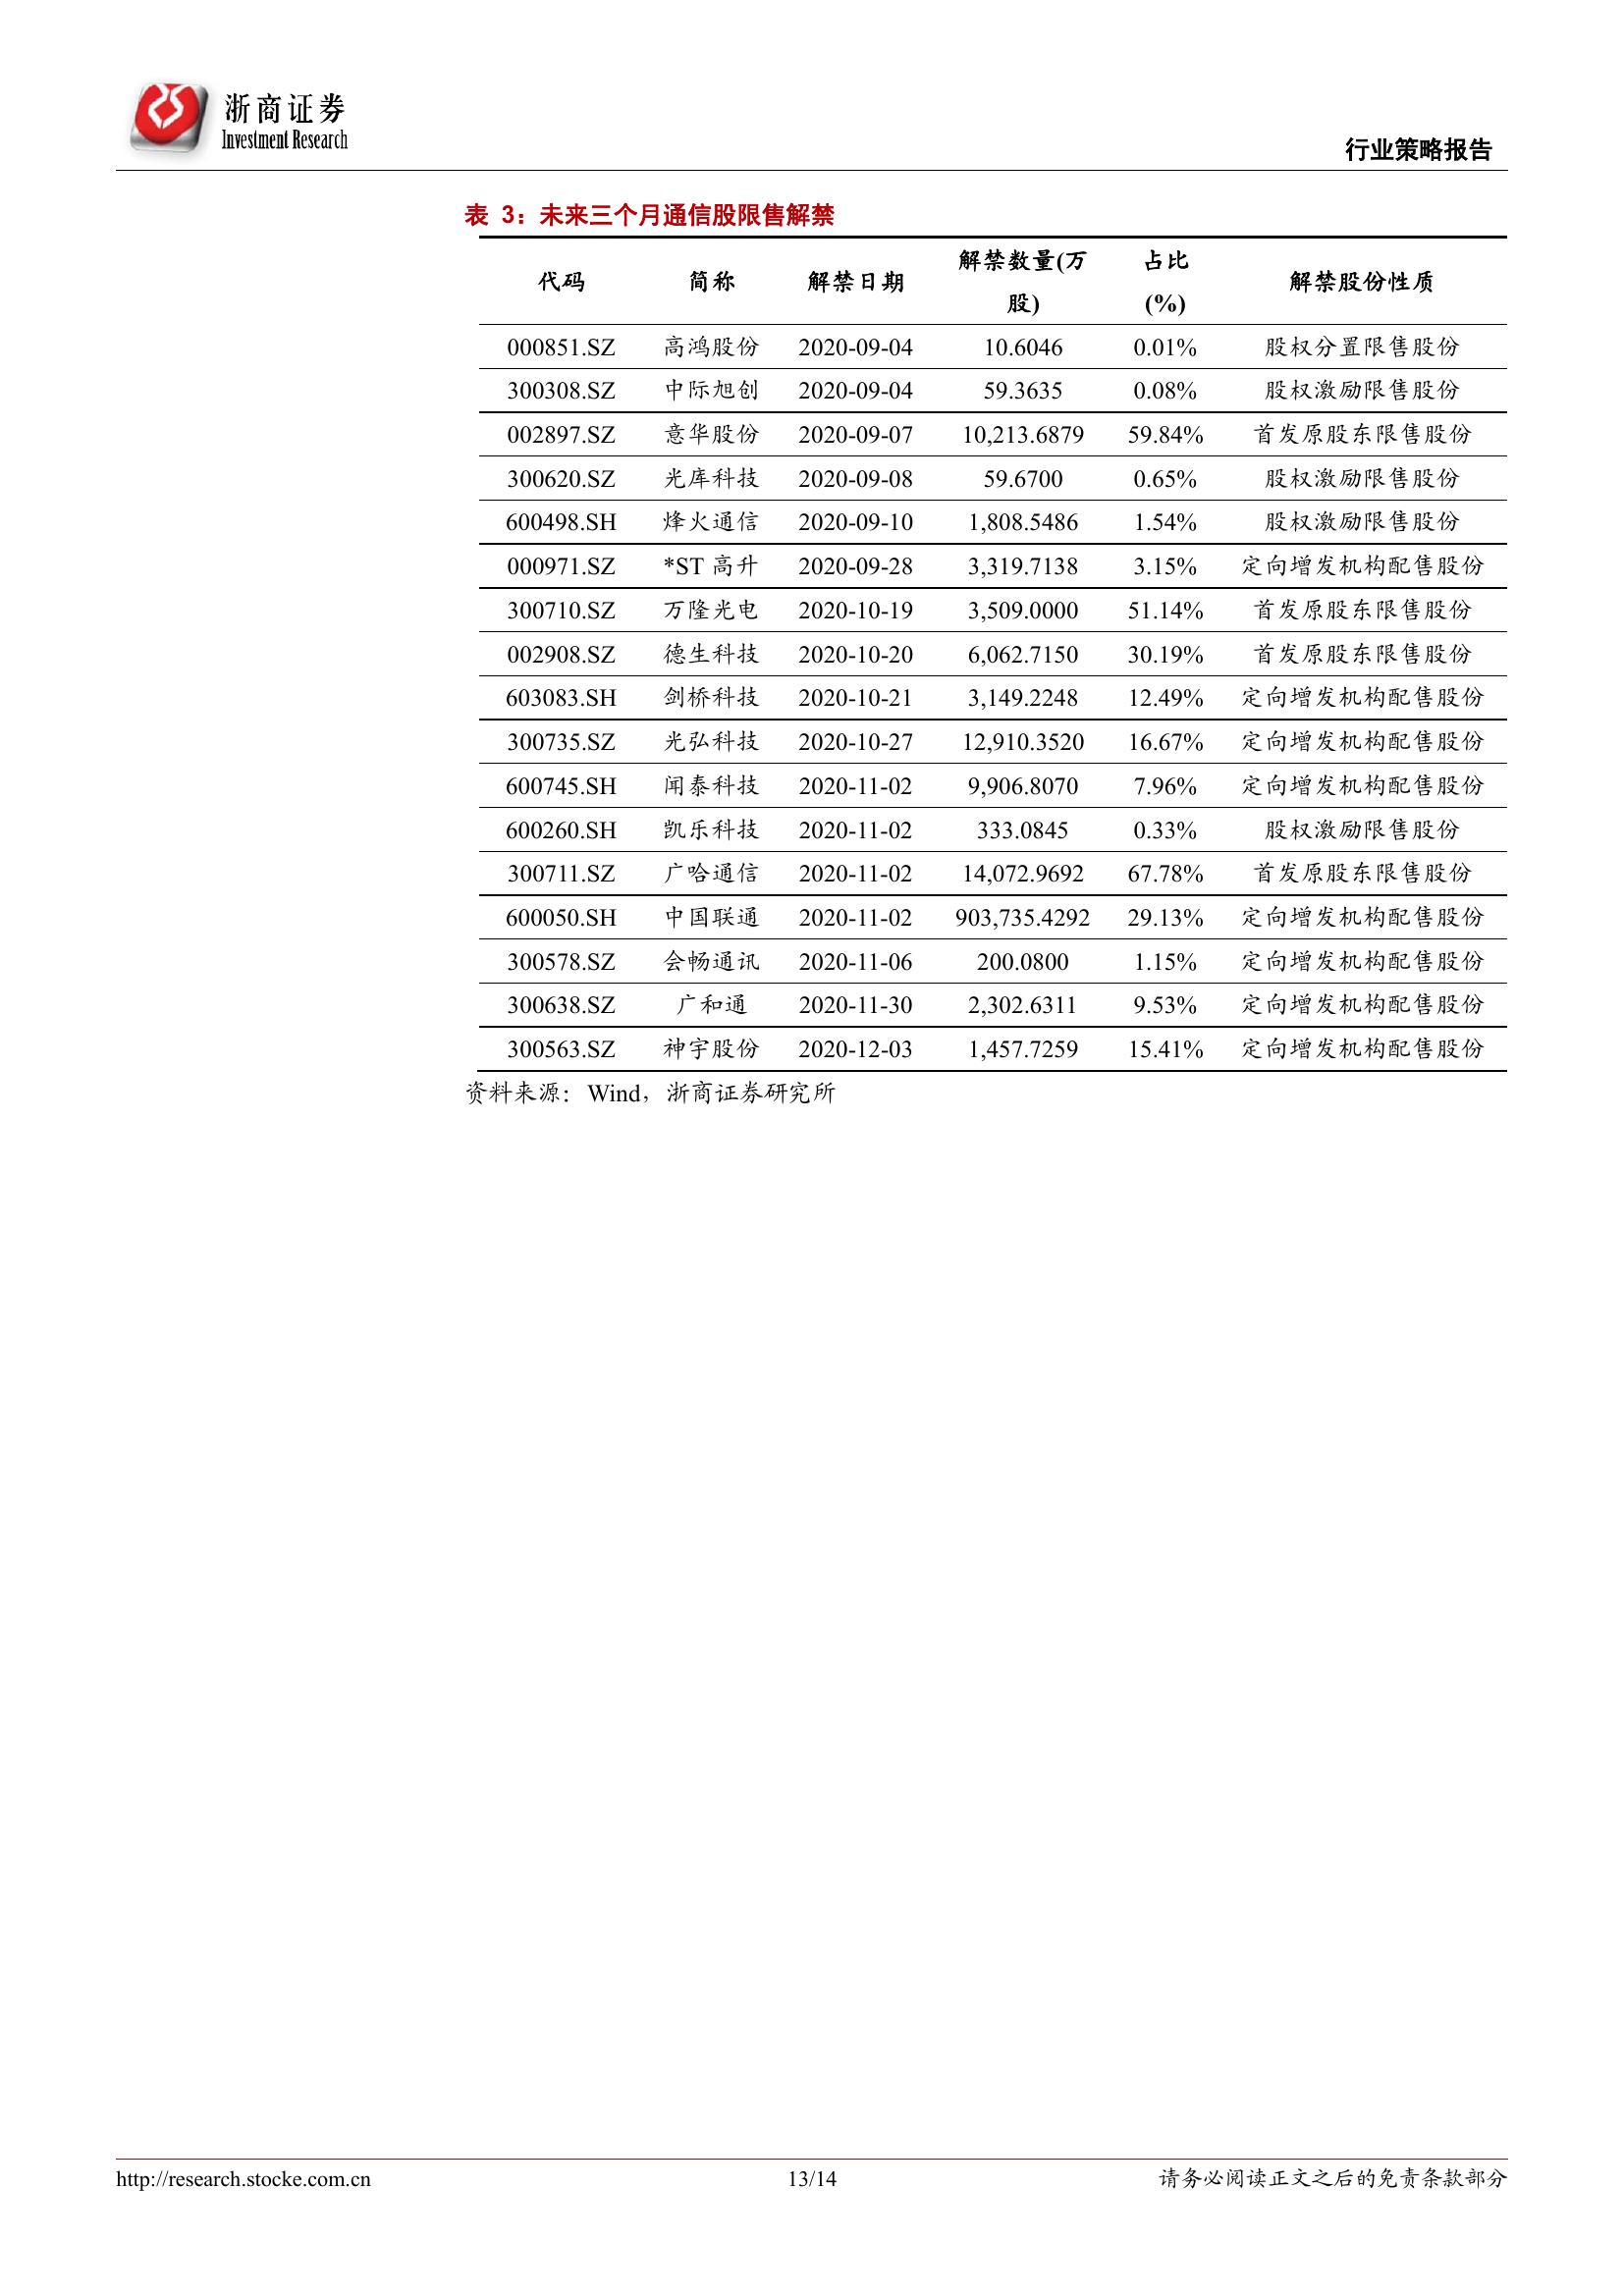 浙商证券
Investment Research
行业策略报告
表 3：未来三个月通信股限售解禁
代码 简称 解禁日期 解禁数量(万股) 占比(%) 解禁股份性质
000851.SZ 高鸿股份 2020-09-04 10.6046 0.01% 股权分置限售股份
300308.SZ 中际旭创 2020-09-04 59.3635 0.08% 股权激励限售股份
002897.SZ 意华股份 2020-09-07 10,213.6879 59.84% 首发原股东限售股份
300620.SZ 光库科技 2020-09-08 59.6700 0.65% 股权激励限售股份
600498.SH 烽火通信 2020-09-10 1,808.5486 1.54% 股权激励限售股份
000971.SZ *ST 高升 2020-09-28 3,319.7138 3.15% 定向增发机构配售股份
300710.SZ 万隆光电 2020-10-19 3,509.0000 51.14% 首发原股东限售股份
002908.SZ 德生科技 2020-10-20 6,062.7150 30.19% 首发原股东限售股份
603083.SH 剑桥科技 2020-10-21 3,149.2248 12.49% 定向增发机构配售股份
300735.SZ 光弘科技 2020-10-27 12,910.3520 16.67% 定向增发机构配售股份
600745.SH 闻泰科技 2020-11-02 9,906.8070 7.96% 定向增发机构配售股份
600260.SH 凯乐科技 2020-11-02 333.0845 0.33% 股权激励限售股份
300711.SZ 广哈通信 2020-11-02 14,072.9692 67.78% 首发原股东限售股份
600050.SH 中国联通 2020-11-02 903,735.4292 29.13% 定向增发机构配售股份
300578.SZ 会畅通讯 2020-11-06 200.0800 1.15% 定向增发机构配售股份
300638.SZ 广和通 2020-11-30 2,302.6311 9.53% 定向增发机构配售股份
300563.SZ 神宇股份 2020-12-03 1,457.7259 15.41% 定向增发机构配售股份
资料来源：Wind，浙商证券研究所
http://research.stocke.com.cn 13/14 请务必阅读正文之后的免责条款部分